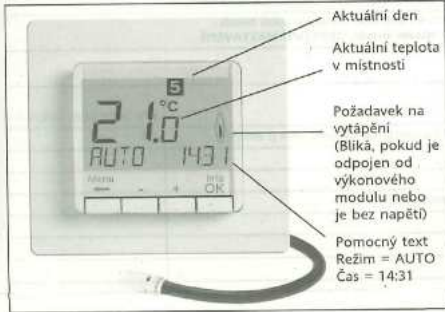 Aktuální den
Aktuální teplota
v místnosti
5
21.0 °C
Požadavek na
vytápění
(Bliká, pokud je
odpojen od
výkonového
modulu nebo
je bez napětí)
AUTO 1431
Menu
Info
— - + OK
Pomocný text
Režim = AUTO
Čas = 14:31